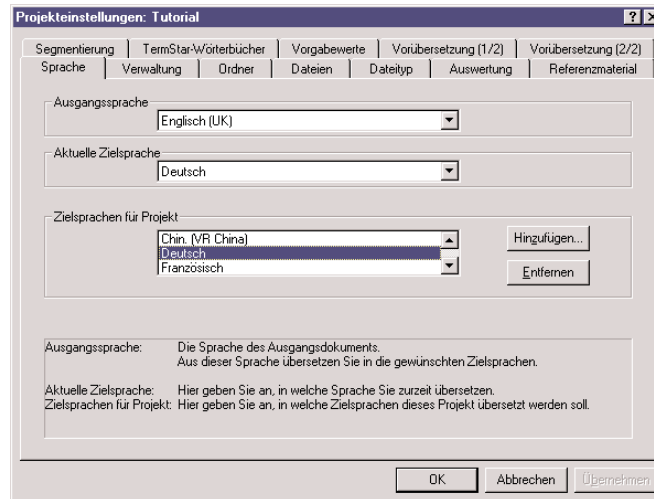 Projekteinstellungen: Tutorial
Segmentierung TermStar-Wörterbücher Vorgabewerte Vorübersetzung (1/2) Vorübersetzung (2/2)
Sprache Verwaltung Ordner Dateien Dateityp Auswertung Referenzmaterial
Ausgangssprache
Englisch (UK)
Aktuelle Zielsprache
Deutsch
Zielsprachen für Projekt
Chin. (VR China)
Deutsch
Französisch
Hinzufügen...
Entfernen
Ausgangssprache: Die Sprache des Ausgangsdokuments.
Aus dieser Sprache übersetzen Sie in die gewünschten Zielsprachen.
Aktuelle Zielsprache: Hier geben Sie an, in welche Sprache Sie zurzeit übersetzen.
Zielsprachen für Projekt: Hier geben Sie an, in welche Zielsprachen dieses Projekt übersetzt werden soll.
OK Abbrechen Übernehmen